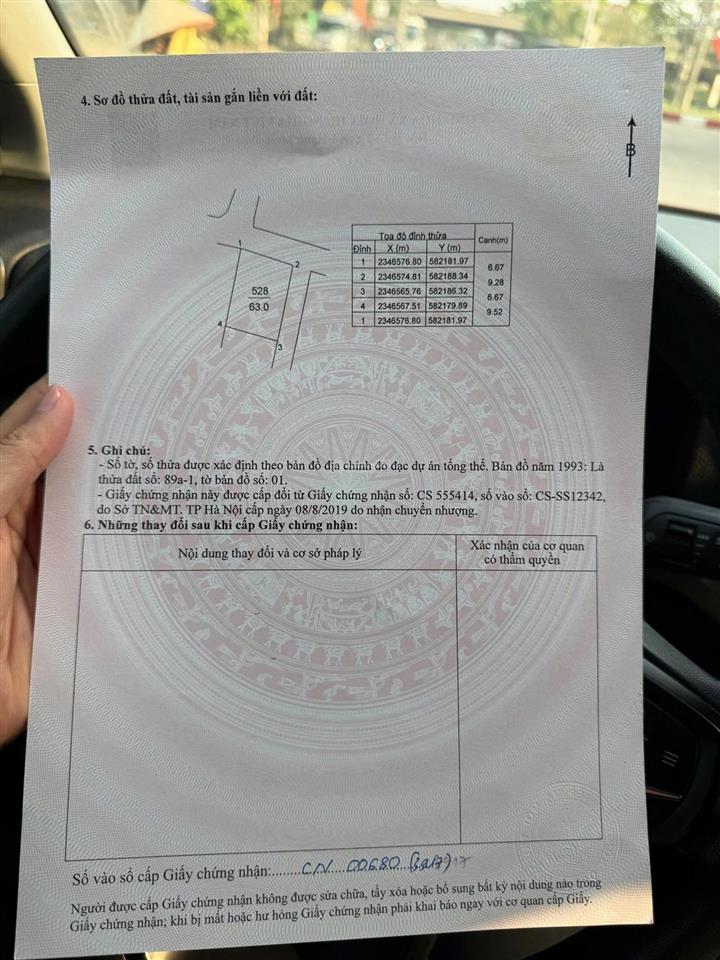 4. Sơ đồ thửa đất, tài sản gắn liền với đất:
B
1
2
528
63.0
4
3
Tọa độ đỉnh thửa
Cạnh(m)
Đỉnh X (m) Y (m)
1 2346576.80 582181.97
6.67
2 2346574.81 582188.34
9.28
3 2346565.76 582186.32
6.67
4 2346567.51 582179.89
9.52
1 2346576.80 582181.97
5. Ghi chú:
- Số tờ, số thửa được xác định theo bản đồ địa chính đo đạc dự án tổng thể. Bản đồ năm 1993: Là
thửa đất số: 89a-1, tờ bản đồ số: 01.
- Giấy chứng nhận này được cấp đổi từ Giấy chứng nhận số: CS 555414, số vào sổ: CS-SS12342,
do Sở TN&MT. TP Hà Nội cấp ngày 08/8/2019 do nhận chuyển nhượng.
6. Những thay đổi sau khi cấp Giấy chứng nhận:
Nội dung thay đổi và cơ sở pháp lý
Xác nhận của cơ quan
có thẩm quyền
Số vào sổ cấp Giấy chứng nhận:........CN 00680
Người được cấp Giấy chứng nhận không được sửa chữa, tẩy xóa hoặc bổ sung bất kỳ nội dung nào trong
Giấy chứng nhận; khi bị mất hoặc hư hỏng Giấy chứng nhận phải khai báo ngay với cơ quan cấp Giấy.